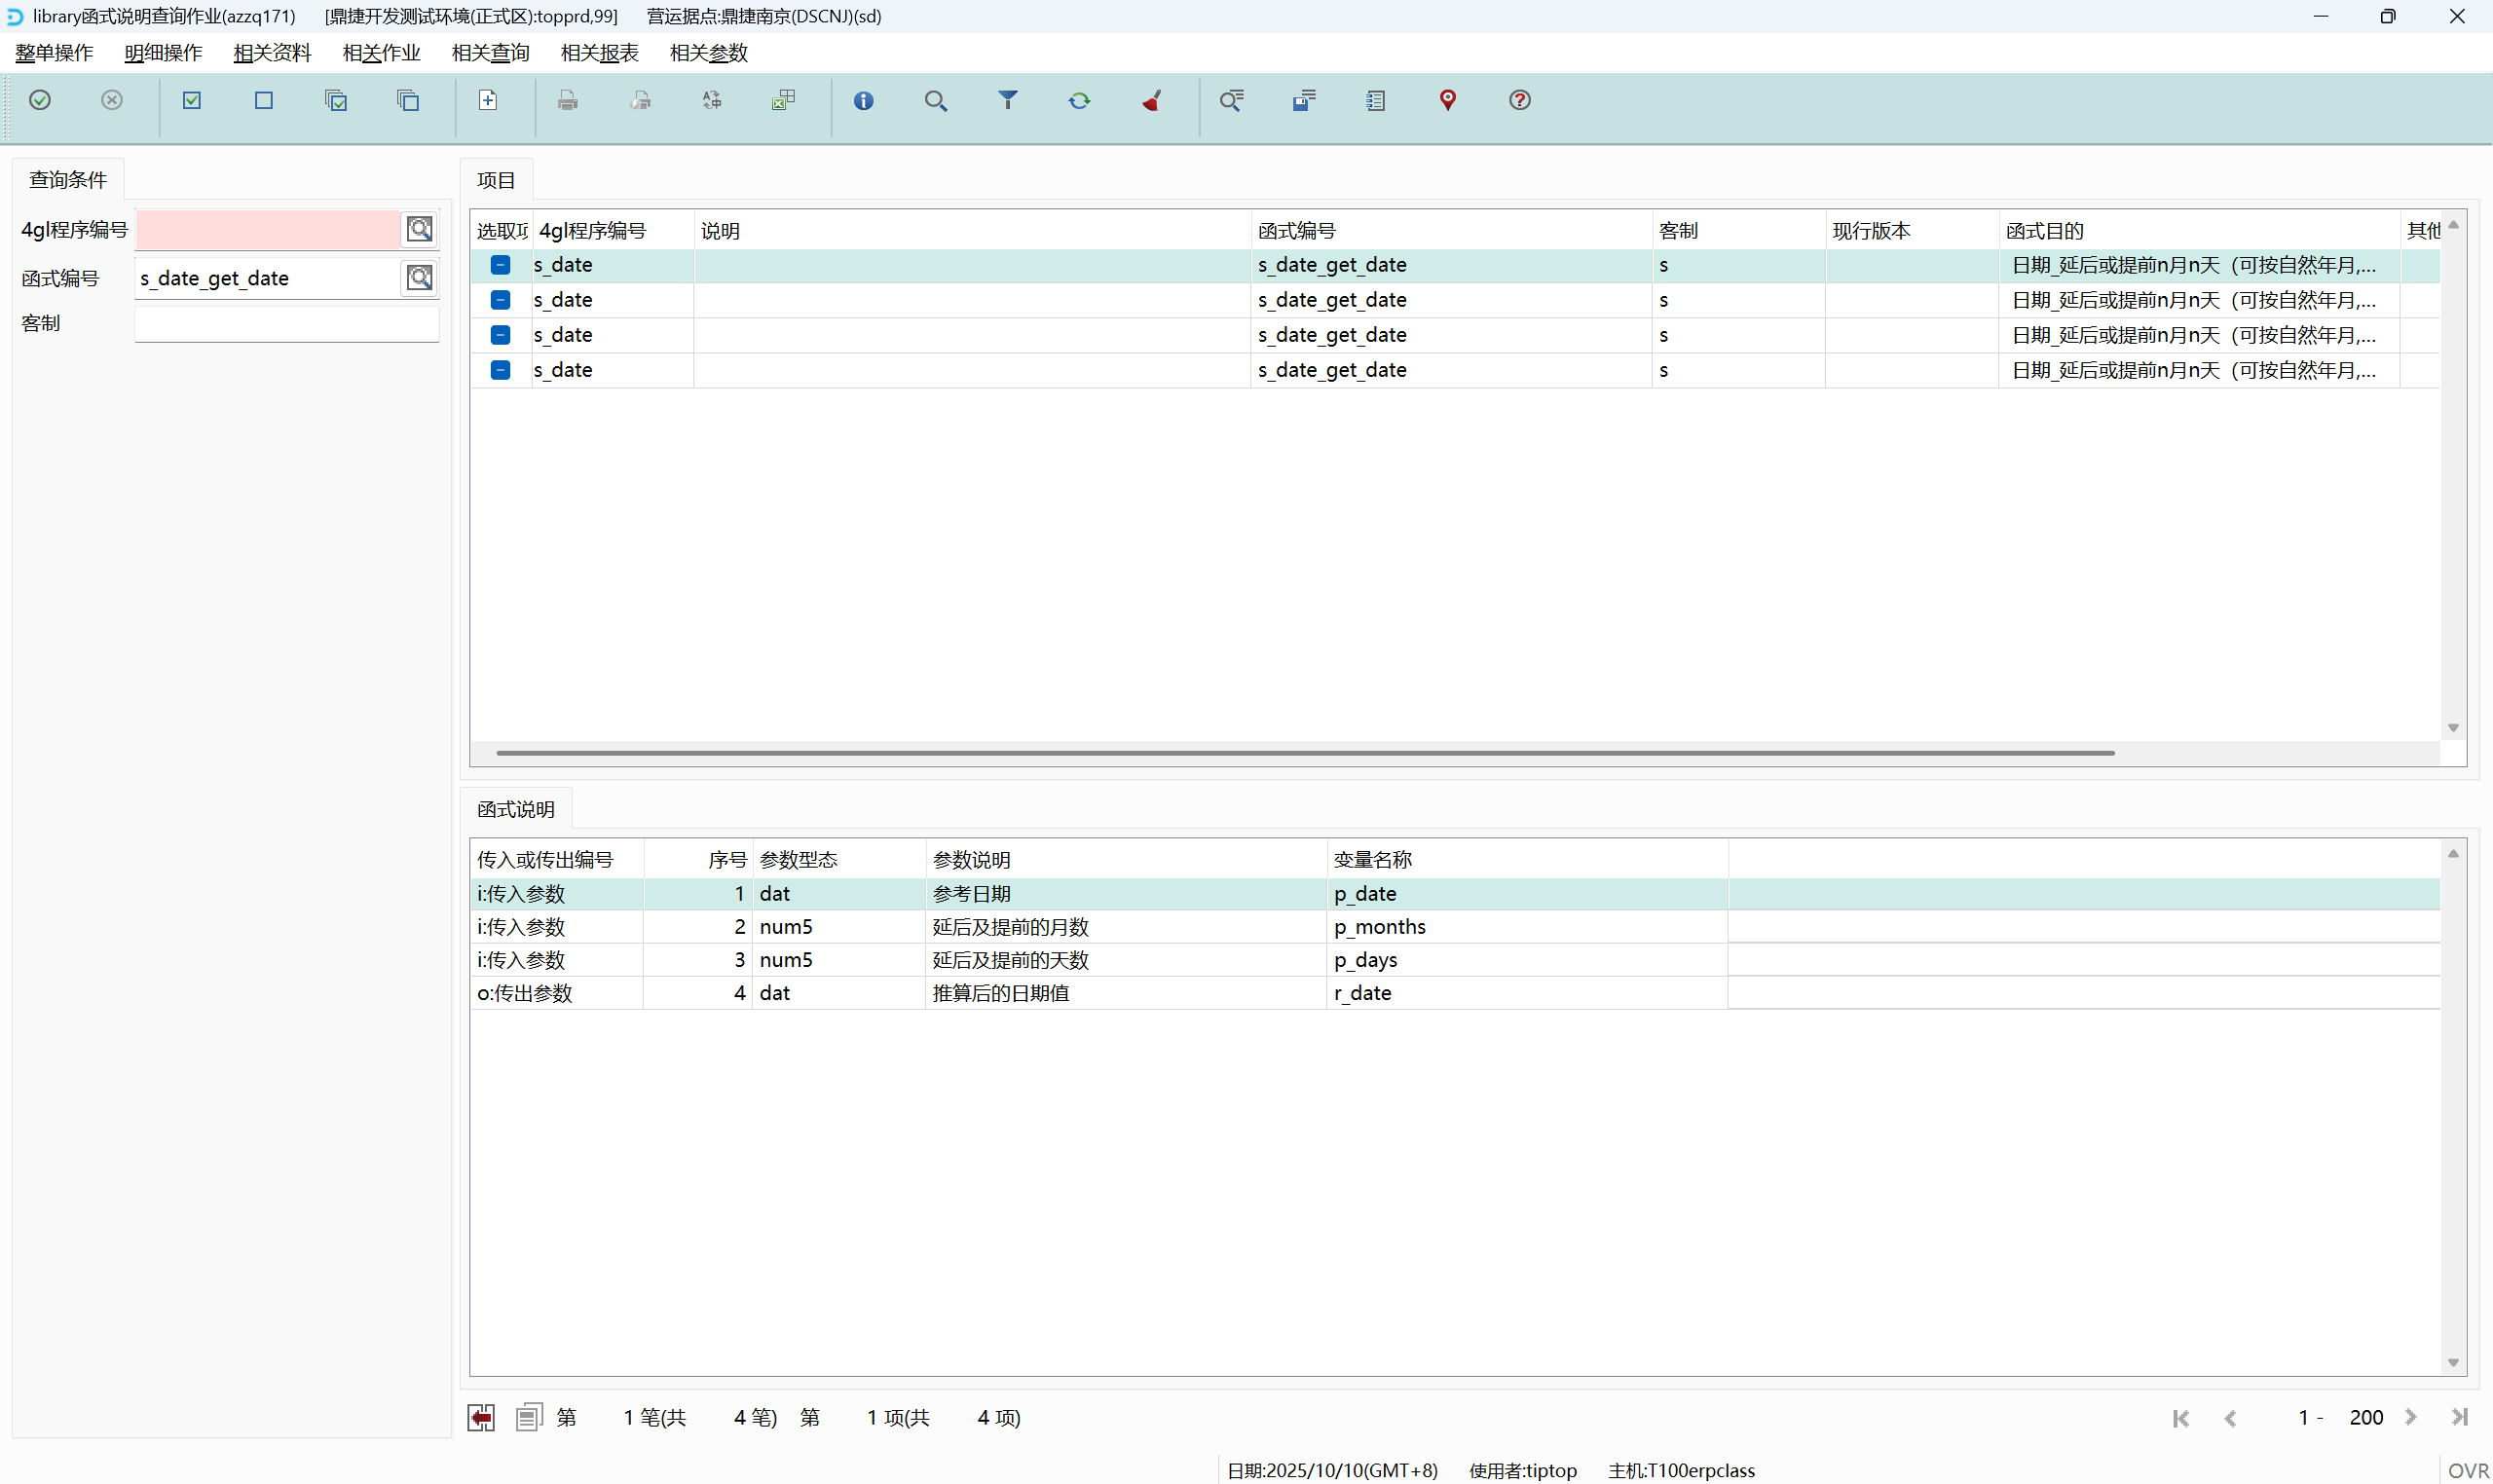 library函式说明查询作业(azzq171) [鼎捷开发测试环境(正式区):topprd,99] 营运据点:鼎捷南京(DSCNJ)(sd)
整单操作 明细操作 相关资料 相关作业 相关查询 相关报表 相关参数
查询条件
4gl程序编号
函式编号 s_date_get_date
客制
项目
选取项 4gl程序编号 说明 函式编号 客制 现行版本 函式目的 其他
s_date s_date_get_date s 日期_延后或提前n月n天（可按自然年月,...
s_date s_date_get_date s 日期_延后或提前n月n天（可按自然年月,...
s_date s_date_get_date s 日期_延后或提前n月n天（可按自然年月,...
s_date s_date_get_date s 日期_延后或提前n月n天（可按自然年月,...
函式说明
传入或传出编号 序号 参数型态 参数说明 变量名称
i:传入参数 1 dat 参考日期 p_date
i:传入参数 2 num5 延后及提前的月数 p_months
i:传入参数 3 num5 延后及提前的天数 p_days
o:传出参数 4 dat 推算后的日期值 r_date
第 1 笔(共 4 笔) 第 1 项(共 4 项) 1 - 200
日期:2025/10/10(GMT+8) 使用者:tiptop 主机:T100erpclass OVR